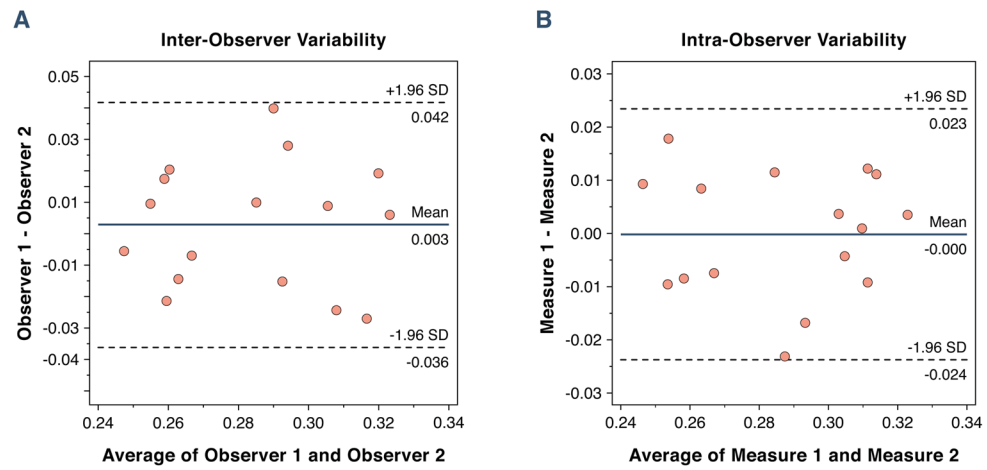 A
Inter-Observer Variability
Observer 1 - Observer 2
0.05
0.03
0.01
-0.01
-0.03
-0.04
+1.96 SD
0.042
Mean
0.003
-1.96 SD
-0.036
0.24 0.26 0.28 0.30 0.32 0.34
Average of Observer 1 and Observer 2
B
Intra-Observer Variability
Measure 1 - Measure 2
0.03
0.02
0.01
0.00
-0.01
-0.02
-0.03
+1.96 SD
0.023
Mean
-0.000
-1.96 SD
-0.024
0.24 0.26 0.28 0.30 0.32 0.34
Average of Measure 1 and Measure 2